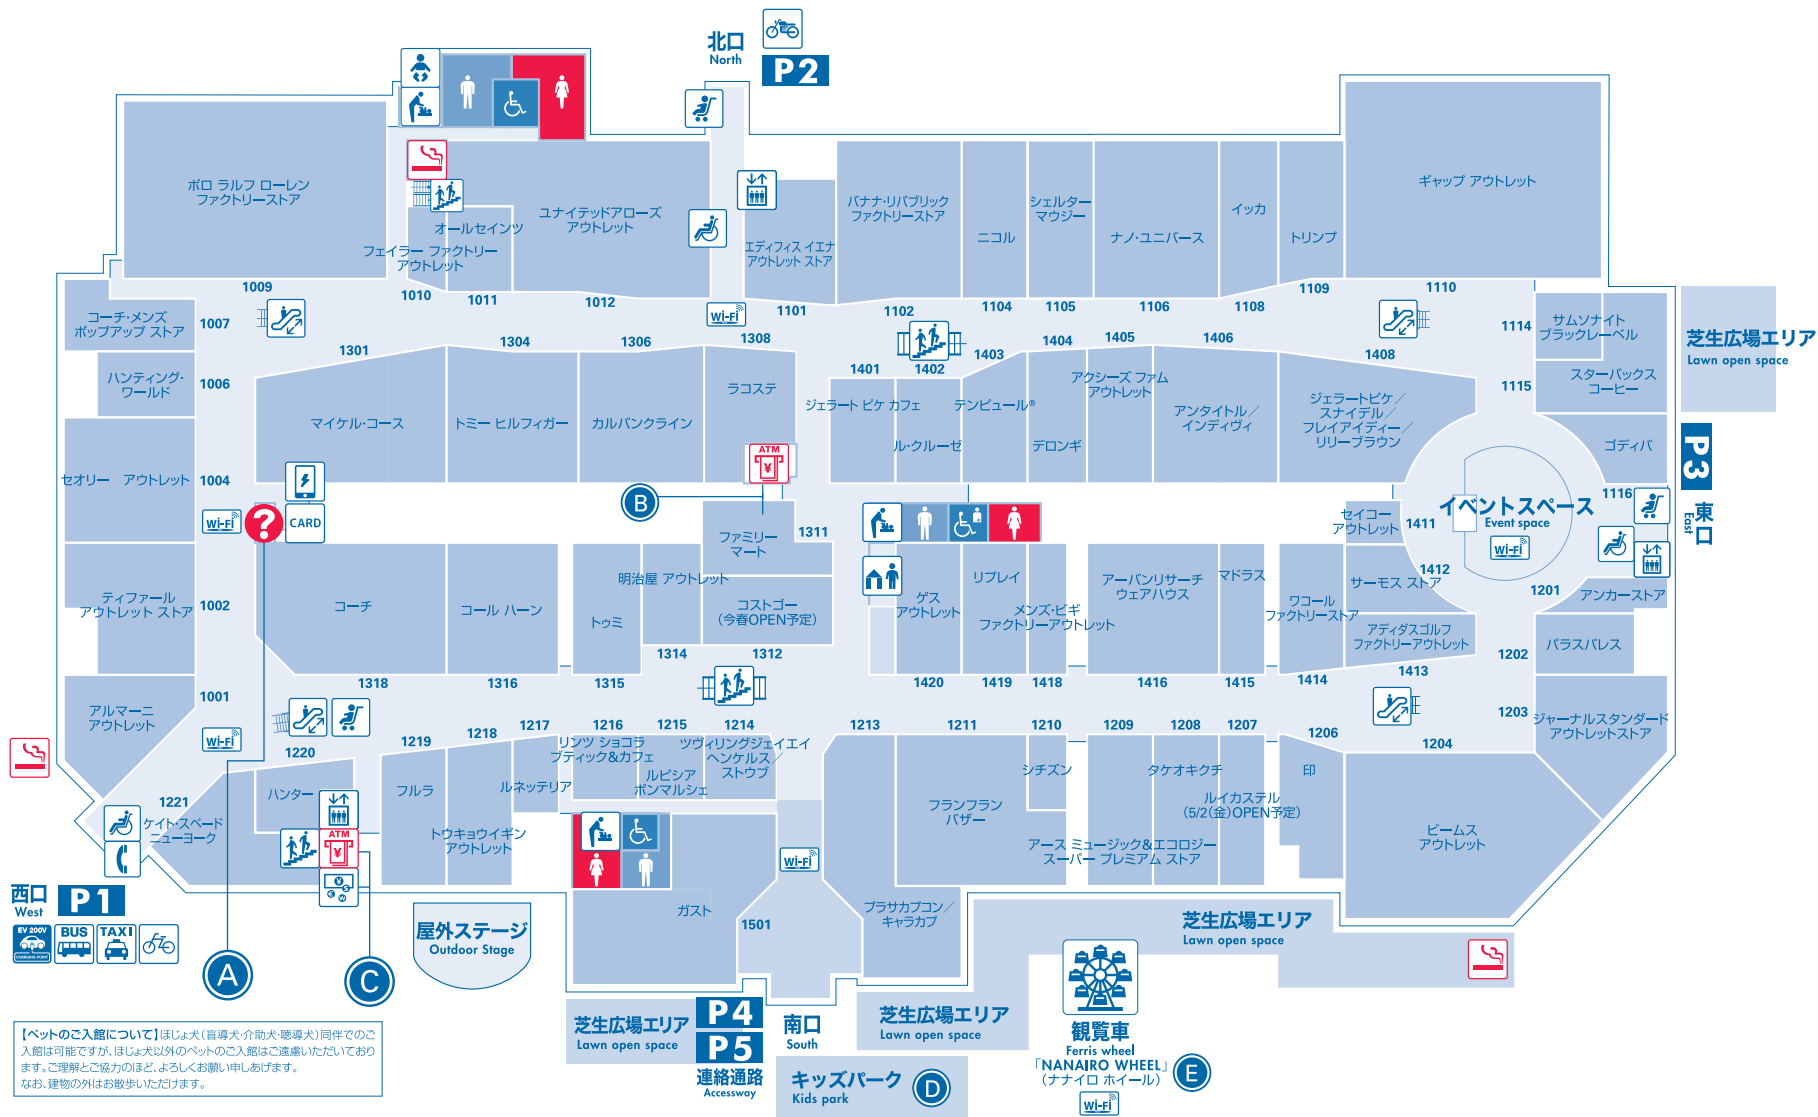 北口
North
P2
ポロ ラルフ ローレン
ファクトリーストア
オールセインツ
フェイラー ファクトリー
アウトレット
ユナイテッドアローズ
アウトレット
エディフィス イエナ
アウトレット ストア
バナナ・リパブリック
ファクトリーストア
ニコル
シェルター
マウジー
ナノ・ユニバース
イッカ
トリンプ
ギャップ アウトレット
1009
1010
1011
1012
1101
1102
1104
1105
1106
1108
1109
1110
コーチ・メンズ
ポップアップ ストア
1007
Wi-Fi
サムソナイト
ブラックレーベル
1114
芝生広場エリア
Lawn open space
1301
1304
1306
1308
1401
1402
1403
1404
1405
1406
1408
ハンティング・
ワールド
1006
スターバックス
コーヒー
1115
マイケル・コース
トミー ヒルフィガー
カルバンクライン
ラコステ
ジェラート ピケ カフェ
ル・クルーゼ
テンピュール®
デロンギ
アクシーズ ファム
アウトレット
アンタイトル/
インディヴィ
ジェラートピケ/
スナイデル/
フレイアイディー/
リリーブラウン
ゴディバ
1116
P3
東口
East
セオリー アウトレット
1004
Wi-Fi
?
CARD
ATM
¥
B
ファミリー
マート
1311
セイコー
アウトレット
1411
イベントスペース
Event space
Wi-Fi
1412
サーモス ストア
1201
アンカーストア
ティファール
アウトレット ストア
1002
コーチ
コール ハーン
トゥミ
明治屋 アウトレット
コストゴー
(今春OPEN予定)
ゲス
アウトレット
リプレイ
メンズ・ビギ
ファクトリーアウトレット
アーバンリサーチ
ウェアハウス
マドラス
ワコール
ファクトリーストア
アディダスゴルフ
ファクトリーアウトレット
パラスパレス
1202
1318
1316
1315
1314
1312
1420
1419
1418
1416
1415
1414
1413
アルマーニ
アウトレット
1001
Wi-Fi
1203
ジャーナルスタンダード
アウトレットストア
1221
1220
1219
1218
1217
1216
1215
1214
1213
1211
1210
1209
1208
1207
1206
1204
ケイト・スペード
ニューヨーク
ハンター
フルラ
トウキョウイギン
アウトレット
ルネッテリア
リンツ ショコラ
ブティック&カフェ
ルピシア
ボンマルシェ
ツヴィリングジェイエイ
ヘンケルス/
ストウブ
フランフラン
バザー
シチズン
アース ミュージック&エコロジー
スーパー プレミアム ストア
タケオキクチ
ルイカステル
(5/2(金)OPEN予定)
印
ビームス
アウトレット
ATM
¥
Wi-Fi
ガスト
1501
プラサカプコン/
キャラカプ
西口
West
P1
EV 200V
CHARGING POINT
BUS
TAXI
A
C
屋外ステージ
Outdoor Stage
芝生広場エリア
Lawn open space
芝生広場エリア
Lawn open space
P4
P5
連絡通路
Accessway
南口
South
芝生広場エリア
Lawn open space
キッズパーク
Kids park
D
観覧車
Ferris wheel
「NANAIRO WHEEL」
(ナナイロ ホイール)
E
Wi-Fi
【ペットのご入館について】ほじょ犬(盲導犬・介助犬・聴導犬)同伴でのご
入館は可能ですが、ほじょ犬以外のペットのご入館はご遠慮いただいており
ます。ご理解とご協力のほど、よろしくお願い申しあげます。
なお、建物の外はお散歩いただけます。